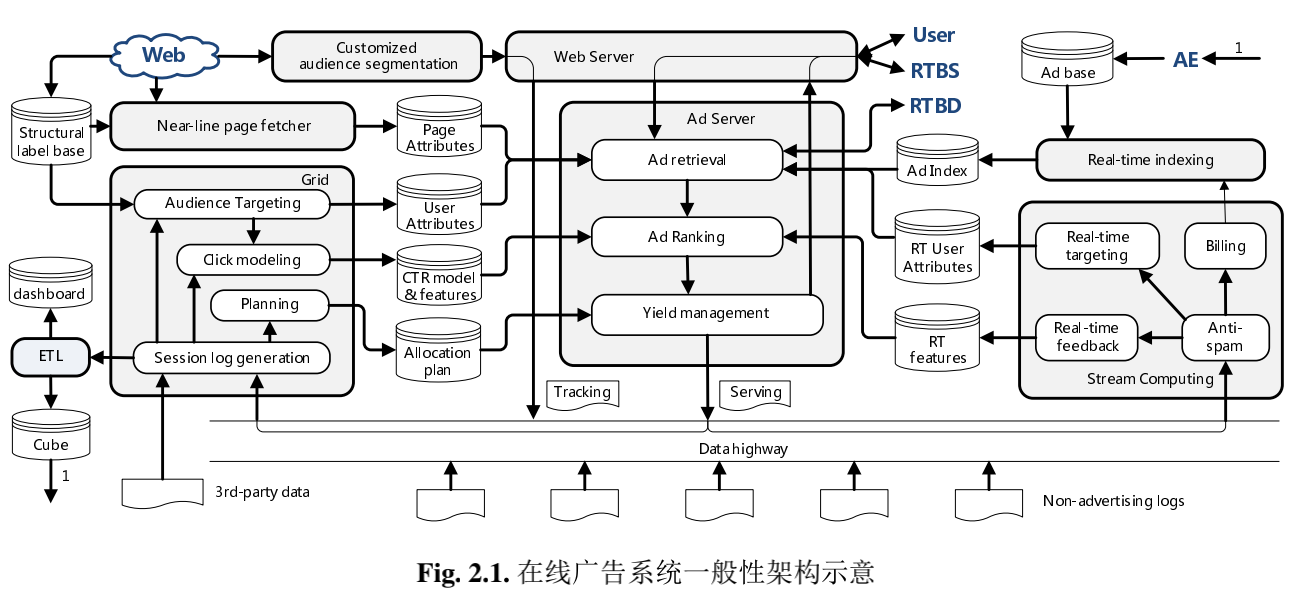 Web
Customized
audience segmentation
Web Server
User
RTBS
RTBD
Ad base
AE
1
Structural
label base
Near-line page fetcher
Page
Attributes
Ad Server
Ad retrieval
Ad Index
Real-time indexing
Grid
Audience Targeting
User
Attributes
Click modeling
CTR model
& features
Ad Ranking
RT User
Attributes
Real-time
targeting
Billing
dashboard
Planning
Yield management
ETL
Session log generation
Allocation
plan
RT
features
Real-time
feedback
Anti-
spam
Stream Computing
Tracking
Serving
Cube
1
Data highway
3rd-party data
Non-advertising logs
Fig. 2.1. 在线广告系统一般性架构示意